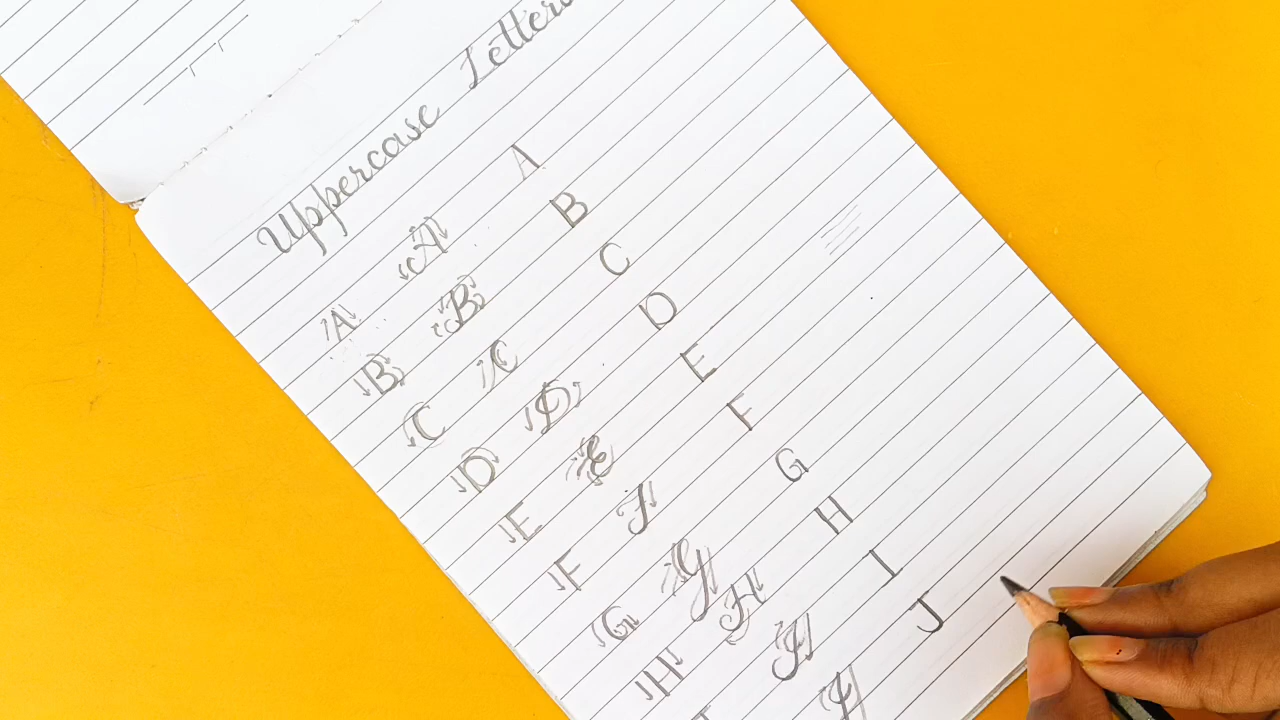 Uppercase Letters
A A A
B B B
C C C
D D D
E E E
F F F
G G G
H H H
I I
J J